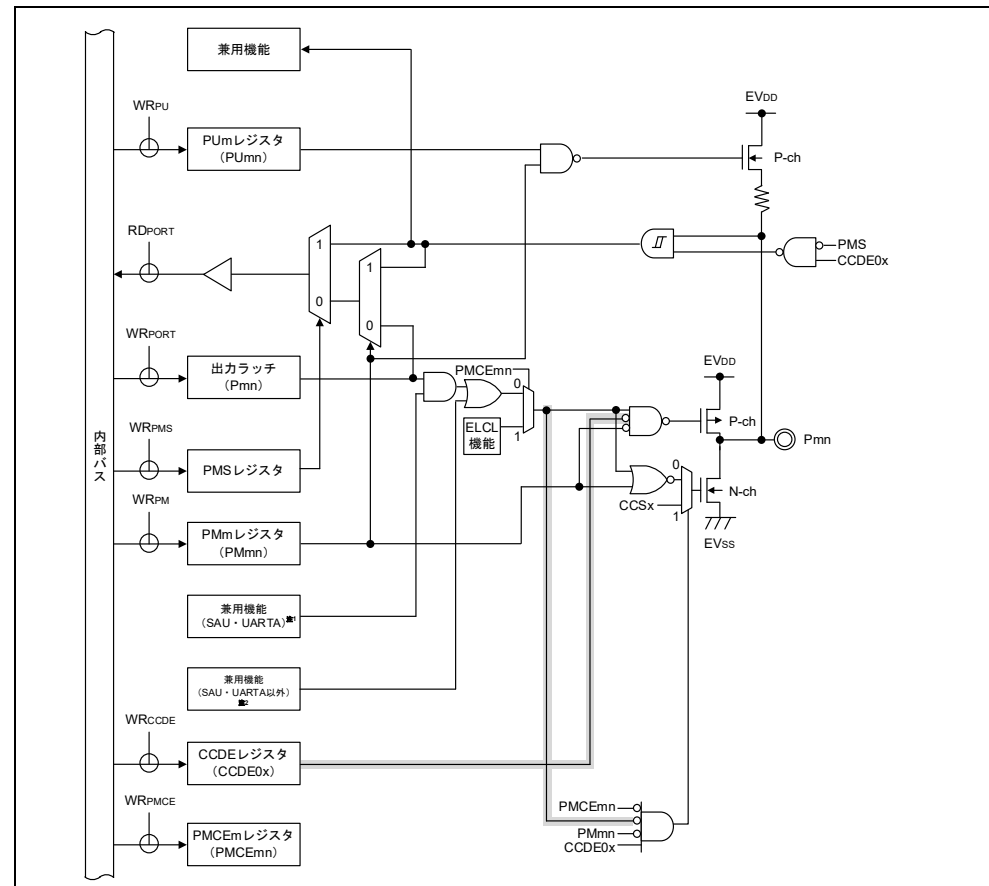 兼用機能
WRPU
PUmレジスタ
（PUmn）
EVDD
P-ch
RDPORT
1
0
1
0
PMS
CCDE0x
WRPORT
出力ラッチ
（Pmn）
PMCEmn
0
1
ELCL
機能
EVDD
P-ch
Pmn
内部バス
WRPMS
PMSレジスタ
0
CCSx
1
N-ch
EVSS
WRPM
PMmレジスタ
（PMmn）
兼用機能
（SAU・UARTA）注1
兼用機能
（SAU・UARTA以外）
注2
WRCCDE
CCDEレジスタ
（CCDE0x）
WRPMCE
PMCEmレジスタ
（PMCEmn）
PMCEmn
PMmn
CCDE0x